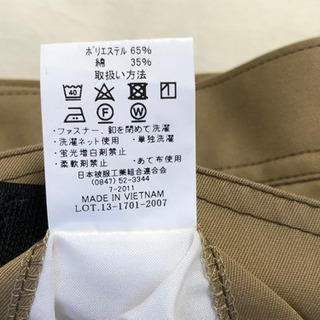 ポリエステル 65%
綿 35%
取扱い方法
40
W
・ファスナー、釦を閉めて洗濯
・洗濯ネット使用 ・単独洗濯
・蛍光増白剤禁止
・柔軟剤禁止 ・あて布使用
日本被服工業組合連合会
(0847) 52-3344
7-2011
MADE IN VIETNAM
LOT.13-1701-2007